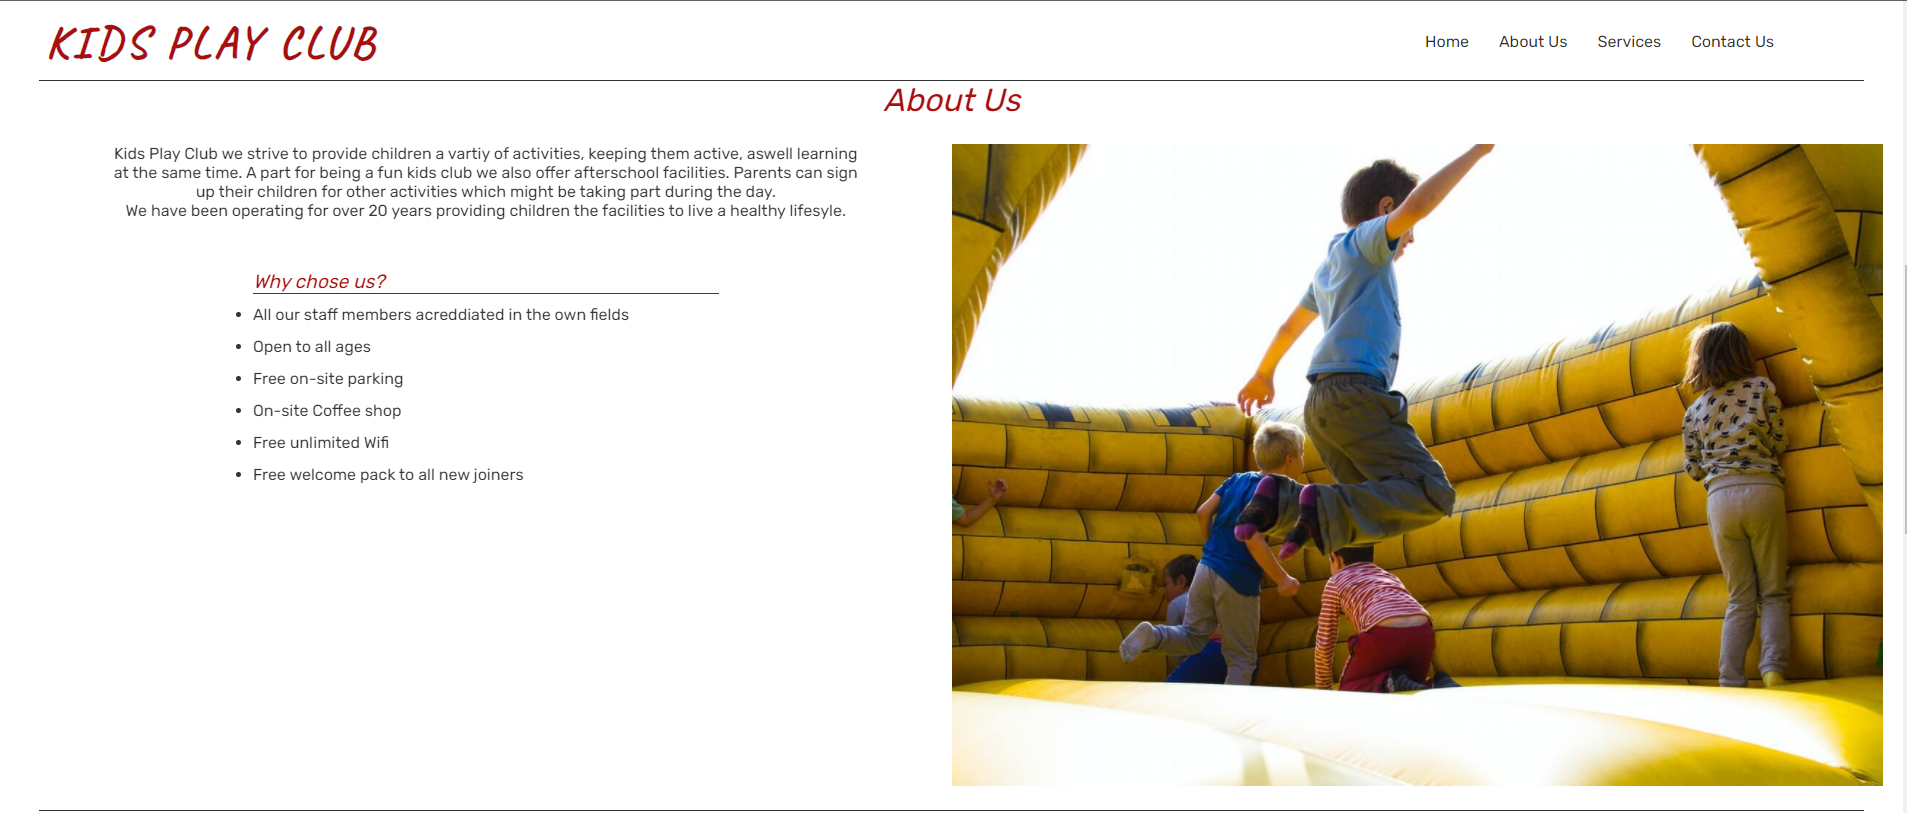 KIDS PLAY CLUB
Home About Us Services Contact Us
About Us
Kids Play Club we strive to provide children a vartiy of activities, keeping them active, aswell learning
at the same time. A part for being a fun kids club we also offer afterschool facilities. Parents can sign
up their children for other activities which might be taking part during the day.
We have been operating for over 20 years providing children the facilities to live a healthy lifesyle.
Why chose us?
All our staff members acreddiated in the own fields
Open to all ages
Free on-site parking
On-site Coffee shop
Free unlimited Wifi
Free welcome pack to all new joiners